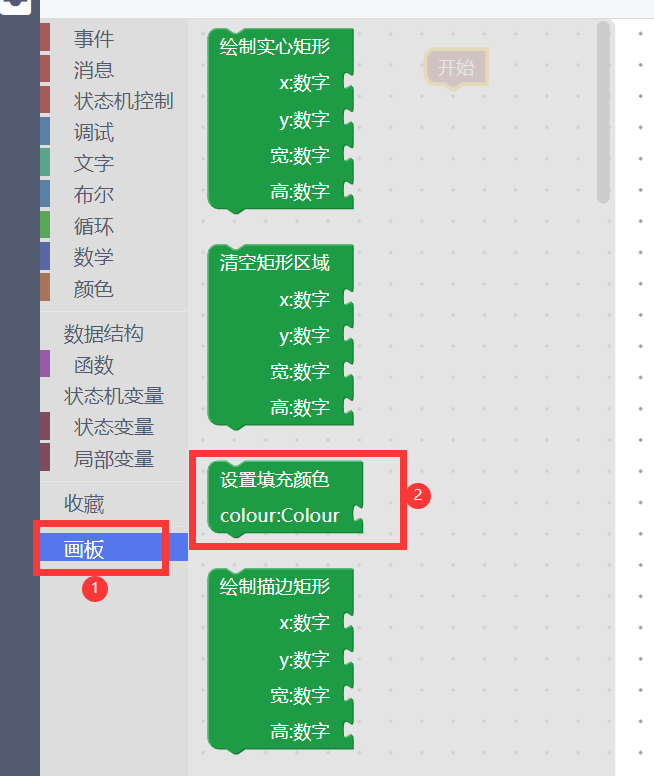 事件
消息
状态机控制
调试
文字
布尔
循环
数学
颜色
数据结构
函数
状态机变量
状态变量
局部变量
收藏
画板
1
绘制实心矩形
x:数字
y:数字
宽:数字
高:数字
清空矩形区域
x:数字
y:数字
宽:数字
高:数字
设置填充颜色
colour:Colour
2
绘制描边矩形
x:数字
y:数字
宽:数字
高:数字
开始